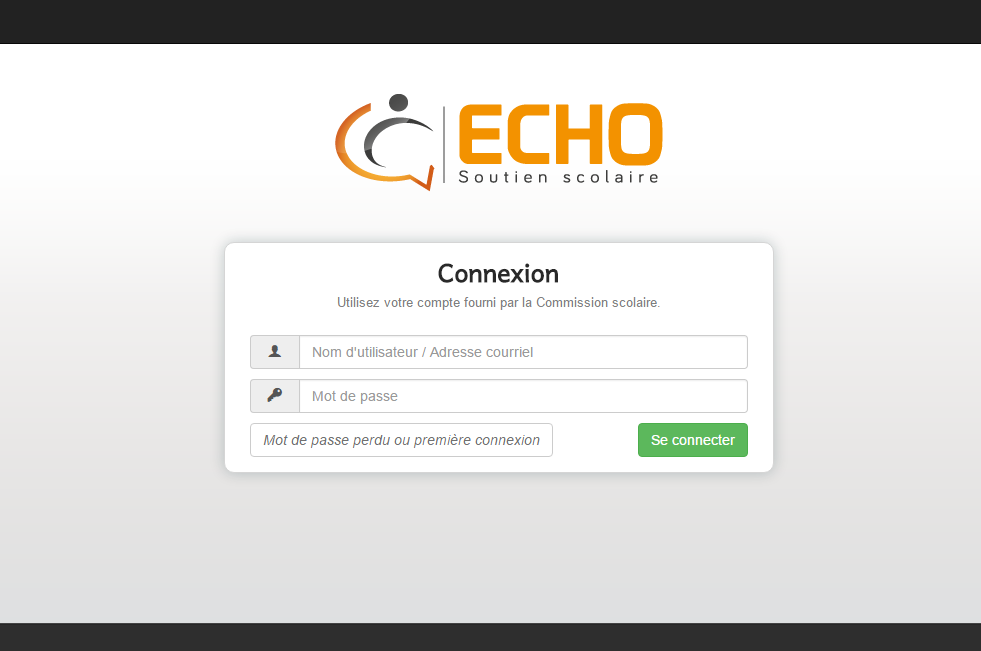 ECHO
Soutien scolaire
Connexion
Utilisez votre compte fourni par la Commission scolaire.
Nom d'utilisateur / Adresse courriel
Mot de passe
Mot de passe perdu ou première connexion
Se connecter